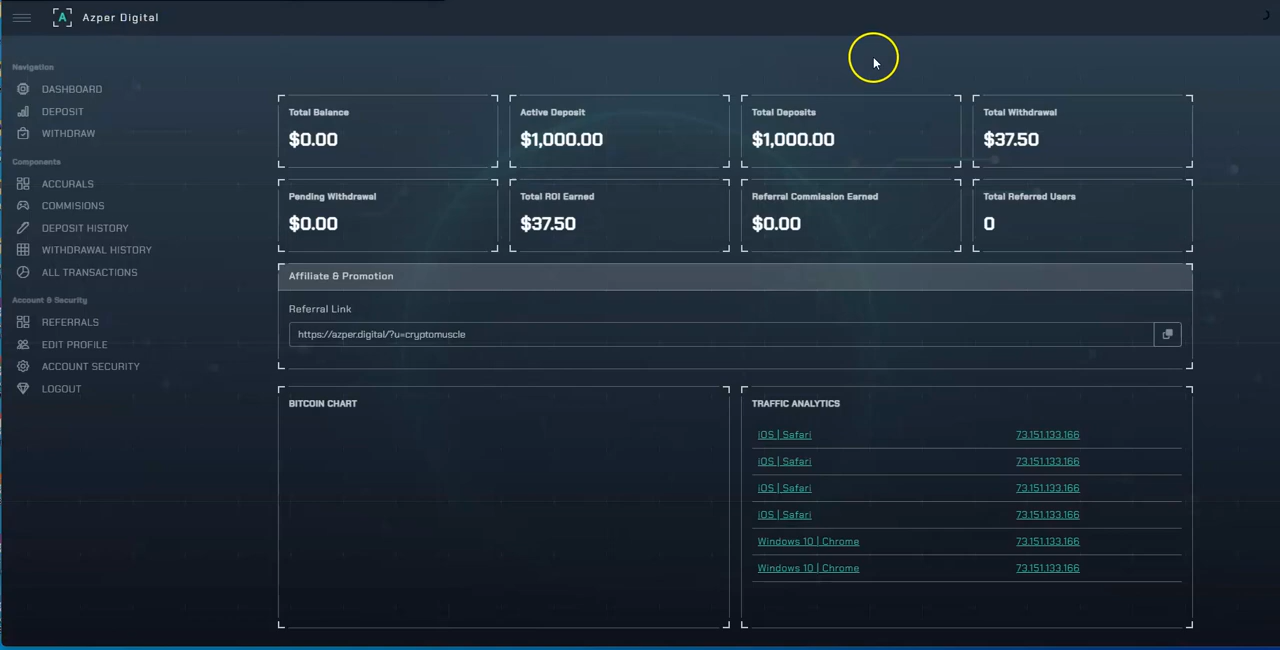 Azper Digital
Navigation
DASHBOARD
DEPOSIT
WITHDRAW
Components
ACCURALS
COMMISIONS
DEPOSIT HISTORY
WITHDRAWAL HISTORY
ALL TRANSACTIONS
Account & Security
REFERRALS
EDIT PROFILE
ACCOUNT SECURITY
LOGOUT
Total Balance
$0.00
Active Deposit
$1,000.00
Total Deposits
$1,000.00
Total Withdrawal
$37.50
Pending Withdrawal
$0.00
Total ROI Earned
$37.50
Referral Commission Earned
$0.00
Total Referred Users
0
Affiliate & Promotion
Referral Link
https://azper.digital/?u=cryptomuscle
BITCOIN CHART
TRAFFIC ANALYTICS
iOS | Safari 73.151.133.166
iOS | Safari 73.151.133.166
iOS | Safari 73.151.133.166
iOS | Safari 73.151.133.166
Windows 10 | Chrome 73.151.133.166
Windows 10 | Chrome 73.151.133.166